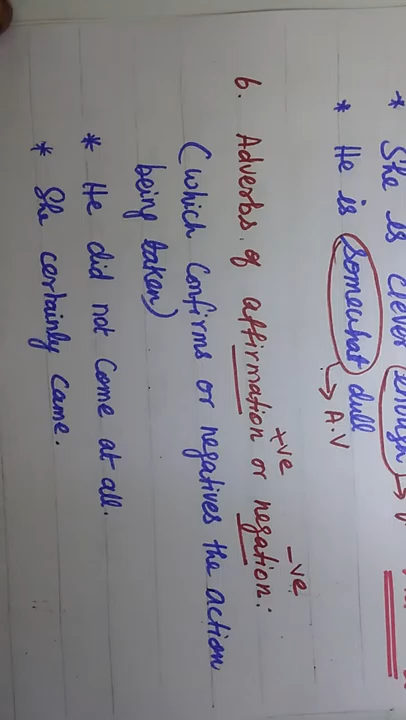 * She is clever enough
* He is somewhat dull
→ A.V
+ve -ve
6. Adverbs of affirmation or negation:
(which Confirms or negatives the action
being taken)
* He did not Come at all.
* She certainly Came.